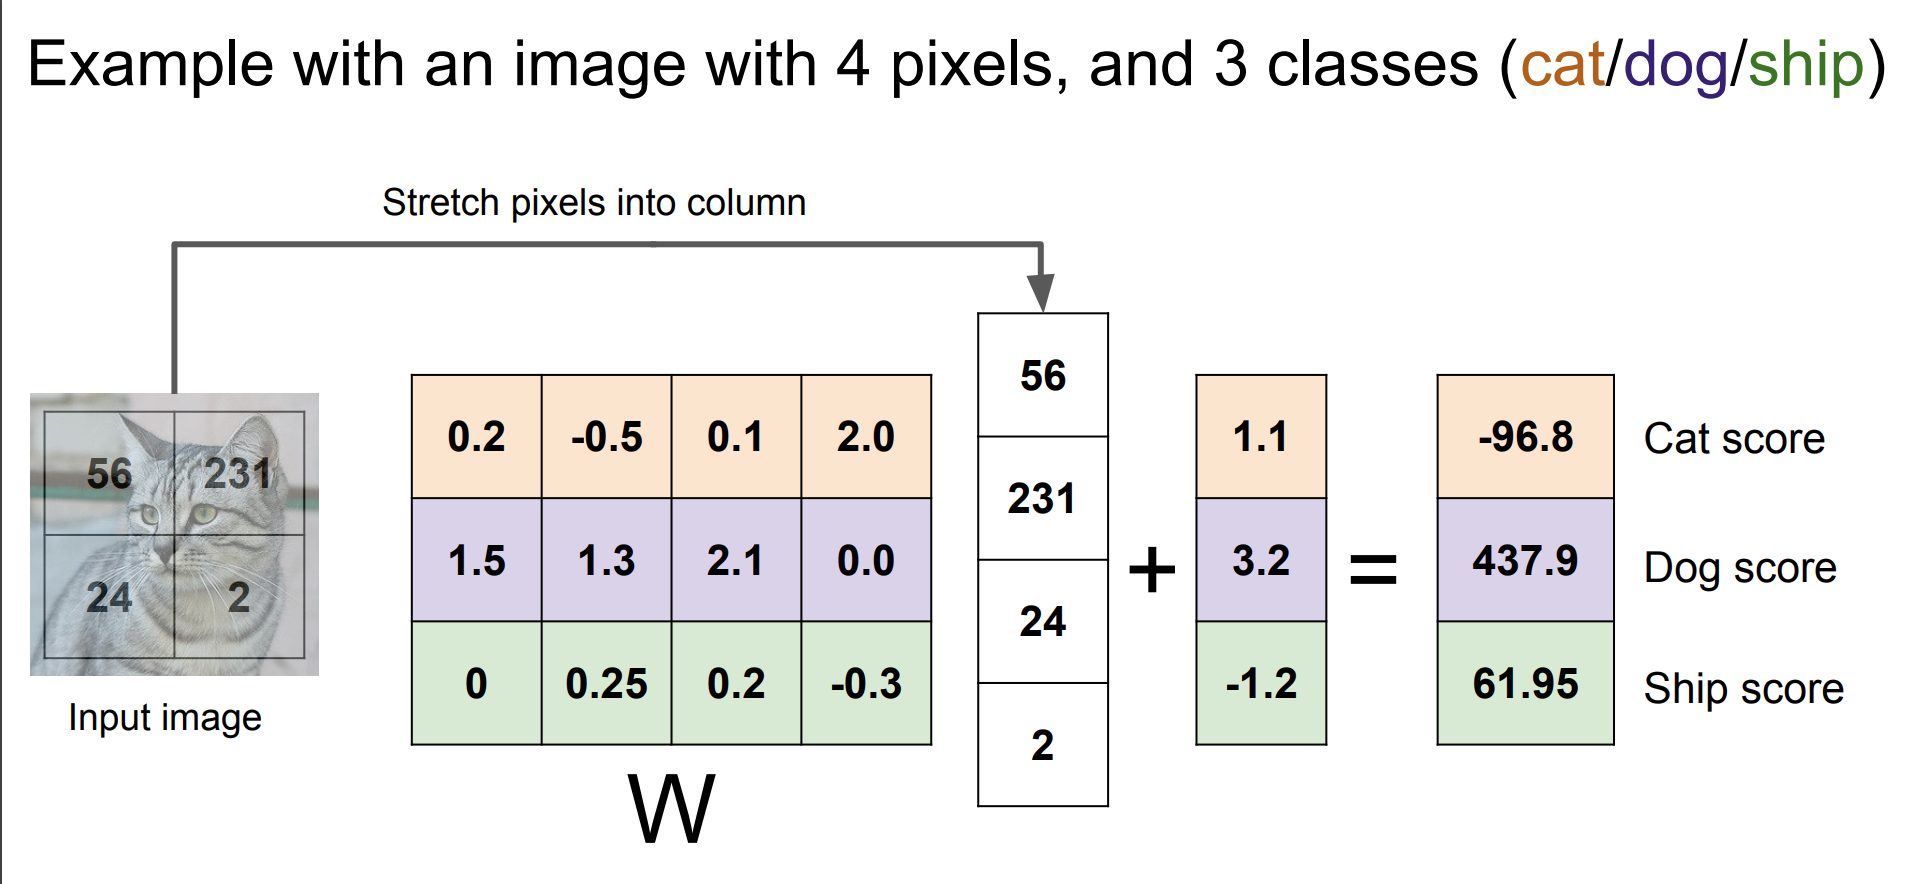 Example with an image with 4 pixels, and 3 classes (cat/dog/ship)
Stretch pixels into column
56 231
24 2
Input image
0.2 -0.5 0.1 2.0
1.5 1.3 2.1 0.0
0 0.25 0.2 -0.3
W
56
231
24
2
+
1.1
3.2
-1.2
=
-96.8 Cat score
437.9 Dog score
61.95 Ship score